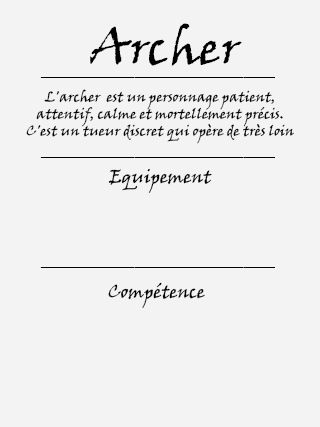 Archer
L'archer est un personnage patient,
attentif, calme et mortellement précis.
C'est un tueur discret qui opère de très loin
Equipement
Compétence